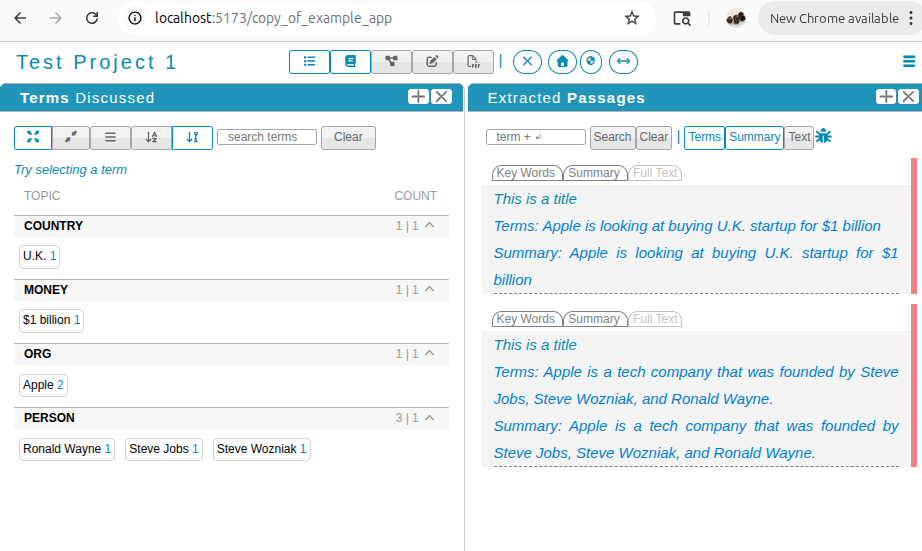 localhost:5173/copy_of_example_app
New Chrome available
Test Project 1
Terms Discussed
search terms
Clear
Try selecting a term
TOPIC COUNT
COUNTRY 1 | 1
U.K. 1
MONEY 1 | 1
$1 billion 1
ORG 1 | 1
Apple 2
PERSON 3 | 1
Ronald Wayne 1 Steve Jobs 1 Steve Wozniak 1
Extracted Passages
term + ↲ Search Clear | Terms Summary Text
Key Words Summary Full Text
This is a title
Terms: Apple is looking at buying U.K. startup for $1 billion
Summary: Apple is looking at buying U.K. startup for $1
billion
Key Words Summary Full Text
This is a title
Terms: Apple is a tech company that was founded by Steve
Jobs, Steve Wozniak, and Ronald Wayne.
Summary: Apple is a tech company that was founded by
Steve Jobs, Steve Wozniak, and Ronald Wayne.